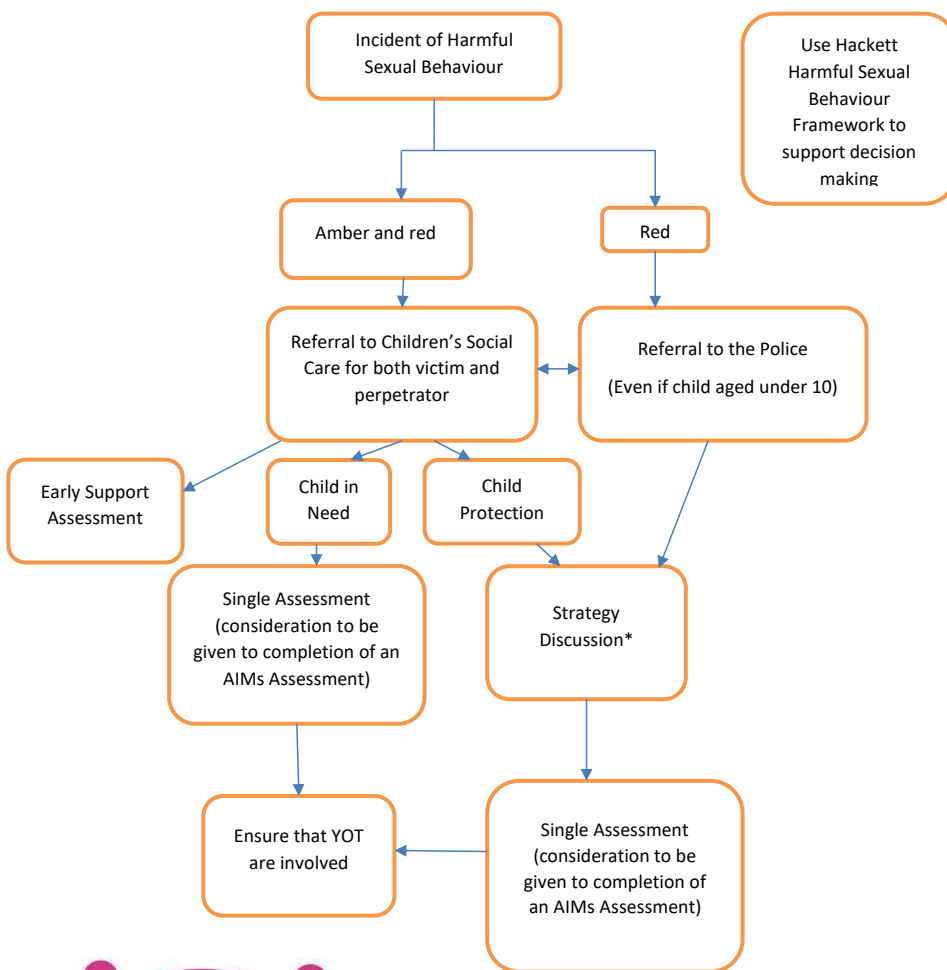 Incident of Harmful
Sexual Behaviour
Use Hackett
Harmful Sexual
Behaviour
Framework to
support decision
making
Amber and red
Red
Referral to Children’s Social
Care for both victim and
perpetrator
Referral to the Police
(Even if child aged under 10)
Early Support
Assessment
Child in
Need
Child
Protection
Single Assessment
(consideration to be
given to completion of an
AIMs Assessment)
Strategy
Discussion*
Ensure that YOT
are involved
Single Assessment
(consideration to be
given to completion of
an AIMs Assessment)